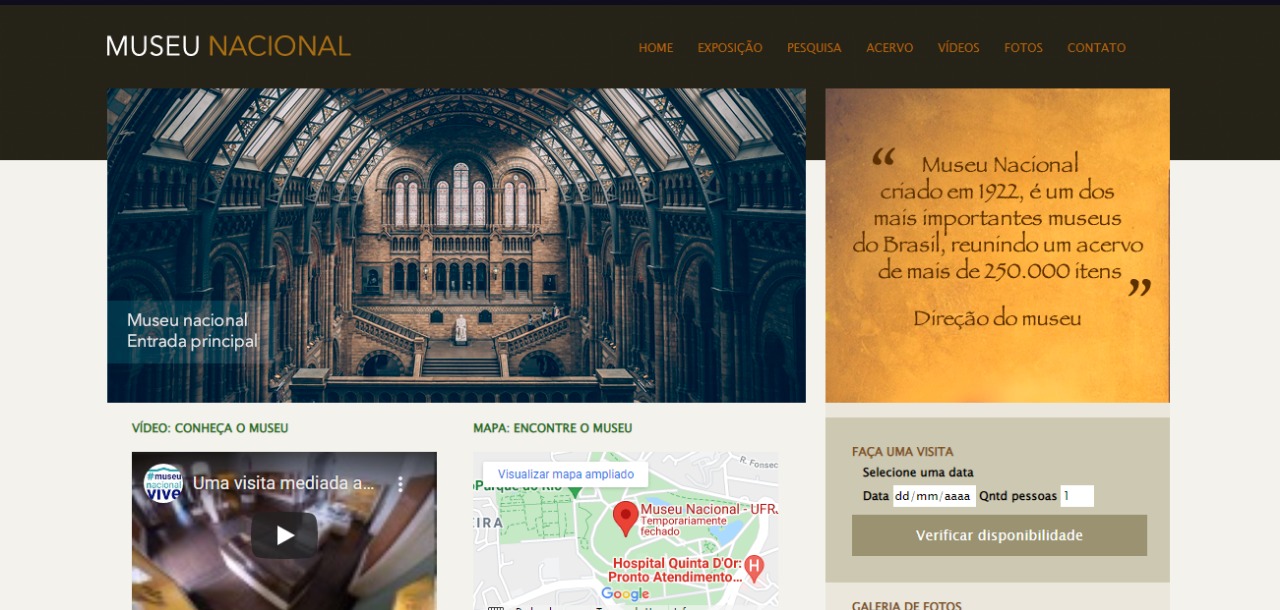 MUSEU NACIONAL
HOME EXPOSIÇÃO PESQUISA ACERVO VÍDEOS FOTOS CONTATO
Museu nacional
Entrada principal
“ Museu Nacional
criado em 1922, é um dos
mais importantes museus
do Brasil, reunindo um acervo
de mais de 250.000 itens ”
Direção do museu
VÍDEO: CONHEÇA O MUSEU
#museu
nacional
vive
Uma visita mediada a...
MAPA: ENCONTRE O MUSEU
Visualizar mapa ampliado
R. Fonsec
Parque do Rio
EIRA
Museu Nacional - UFRJ
Temporariamente
fechado
Hospital Quinta D'Or:
Pronto Atendimento...
H
Google
FAÇA UMA VISITA
Selecione uma data
Data dd/mm/aaaa Qntd pessoas 1
Verificar disponibilidade
GALERIA DE FOTOS